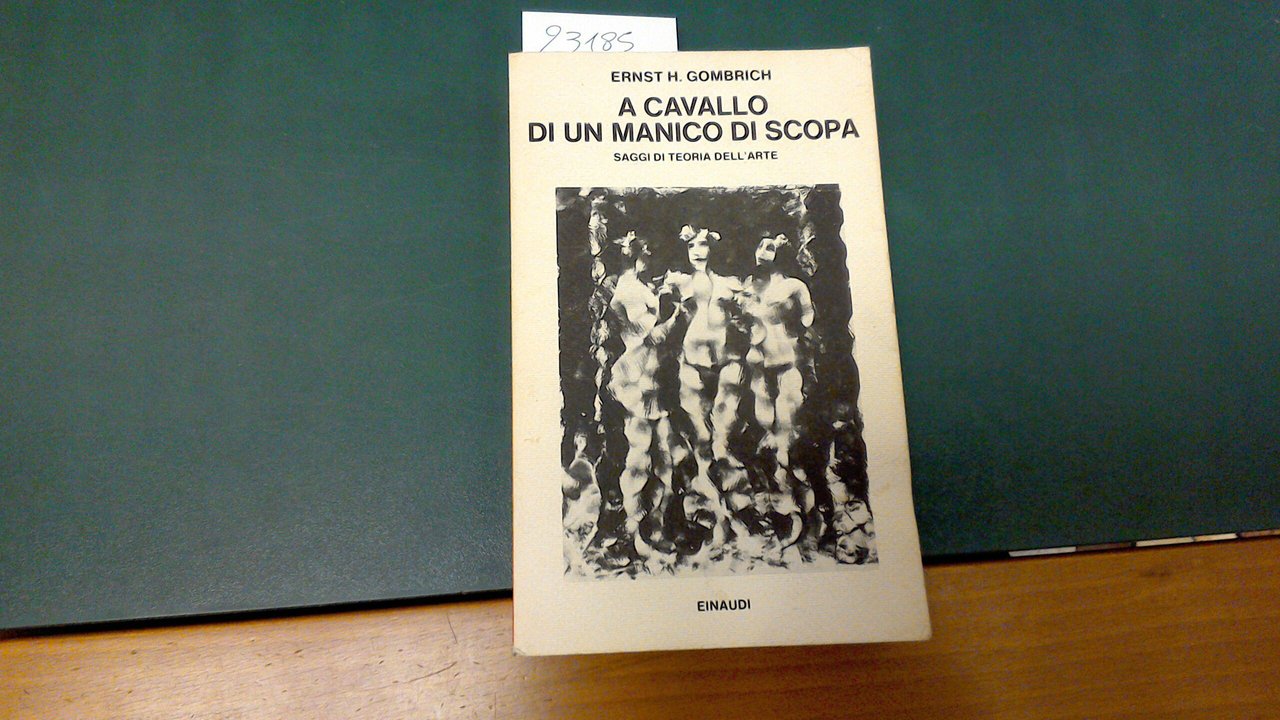 93185
ERNST H. GOMBRICH
A CAVALLO
DI UN MANICO DI SCOPA
SAGGI DI TEORIA DELL'ARTE
EINAUDI